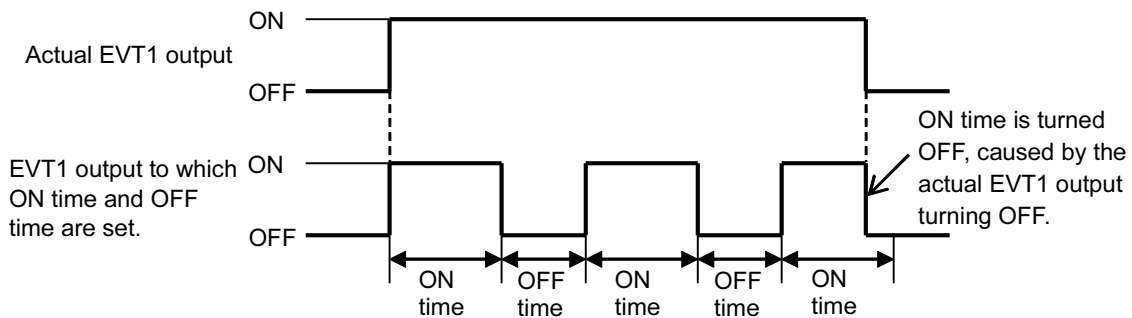 ON
Actual EVT1 output
OFF
EVT1 output to which
ON time and OFF
time are set.
ON
OFF
ON time is turned
OFF, caused by the
actual EVT1 output
turning OFF.
ON
time
OFF
time
ON
time
OFF
time
ON
time